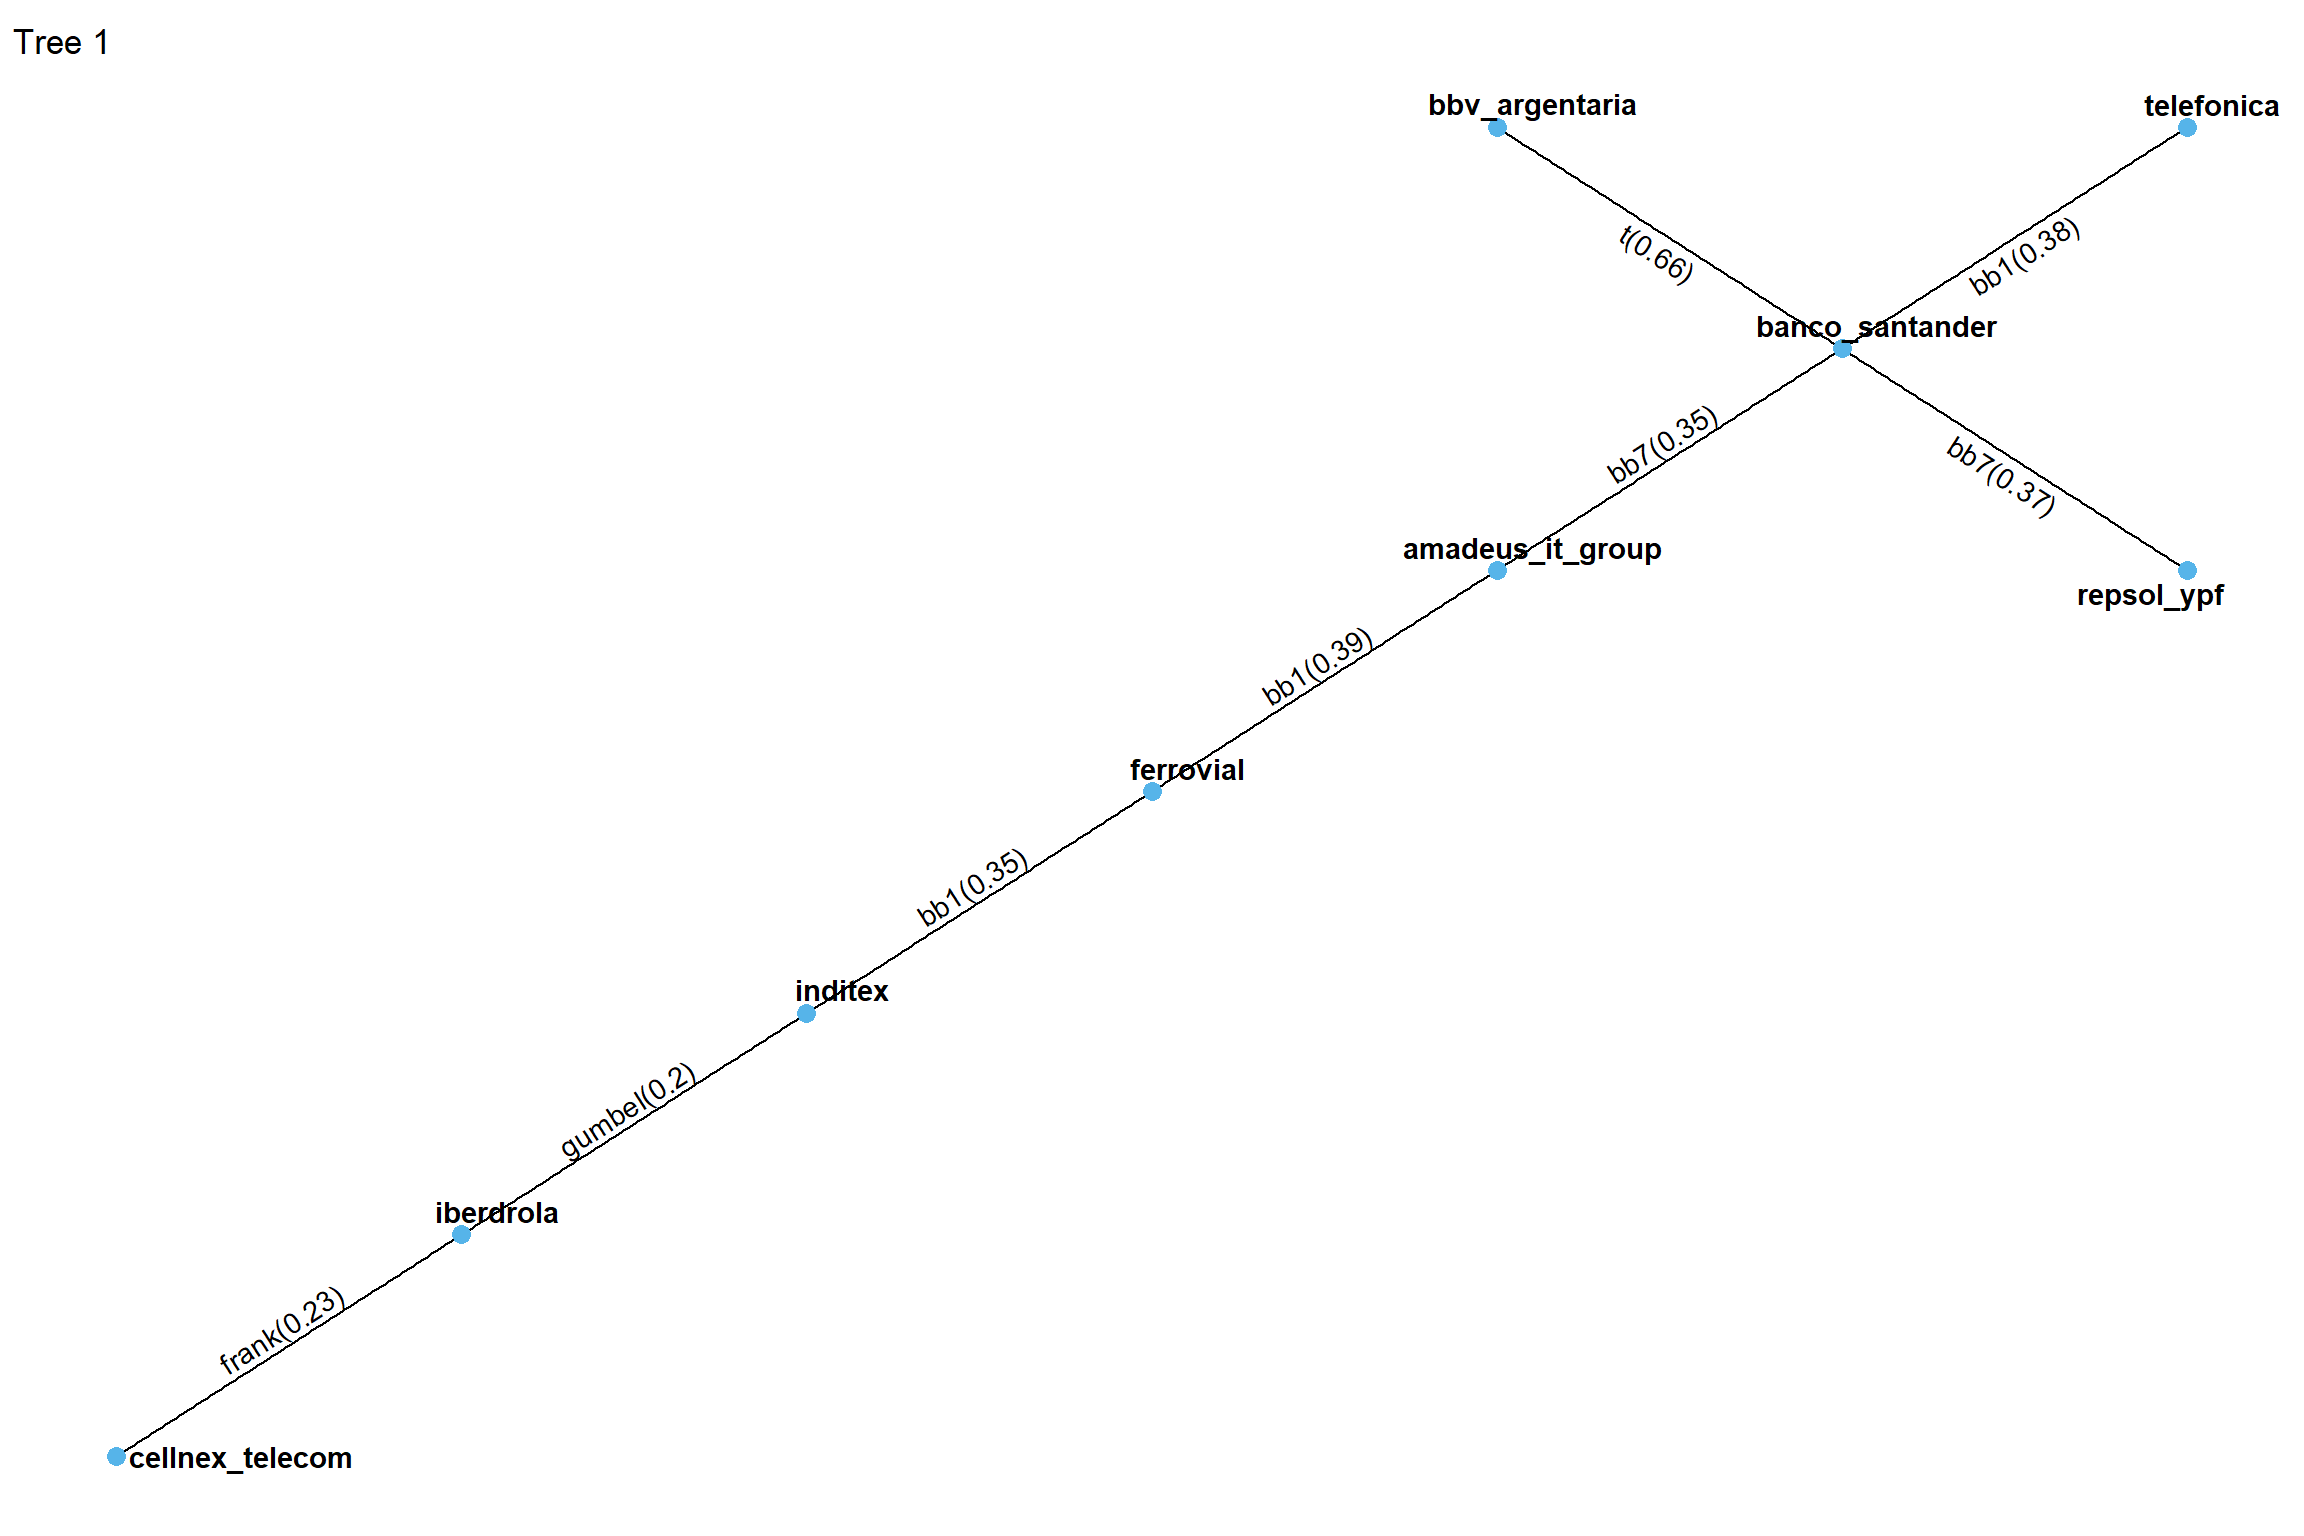 Tree 1
bbv_argentaria
telefonica
t(0.66)
bb1(0.38)
banco_santander
bb7(0.35)
bb7(0.37)
amadeus_it_group
repsol_ypf
bb1(0.39)
ferrovial
bb1(0.35)
inditex
gumbel(0.2)
iberdrola
frank(0.23)
cellnex_telecom